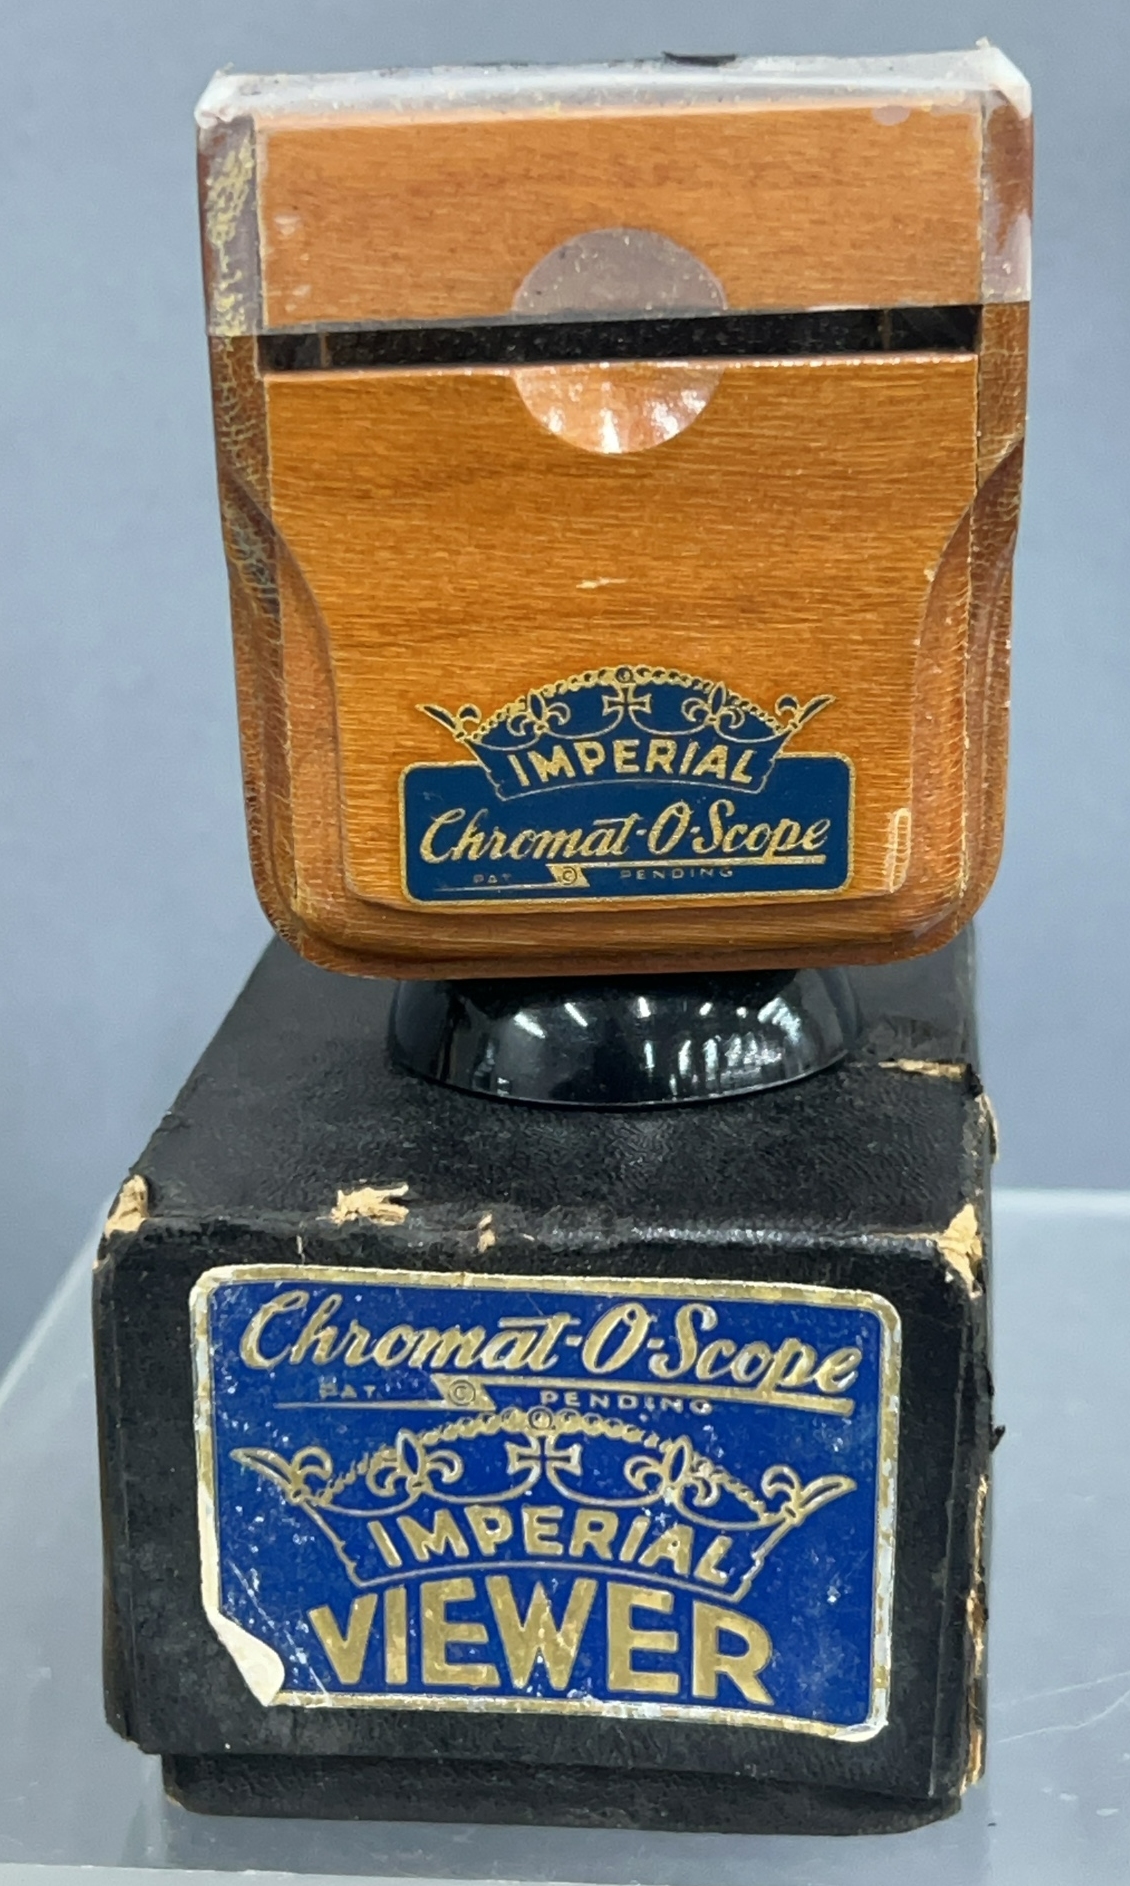 IMPERIAL
Chromat-O-Scope
PAT. © PENDING
Chromat-O-Scope
PAT. © PENDING
IMPERIAL
VIEWER